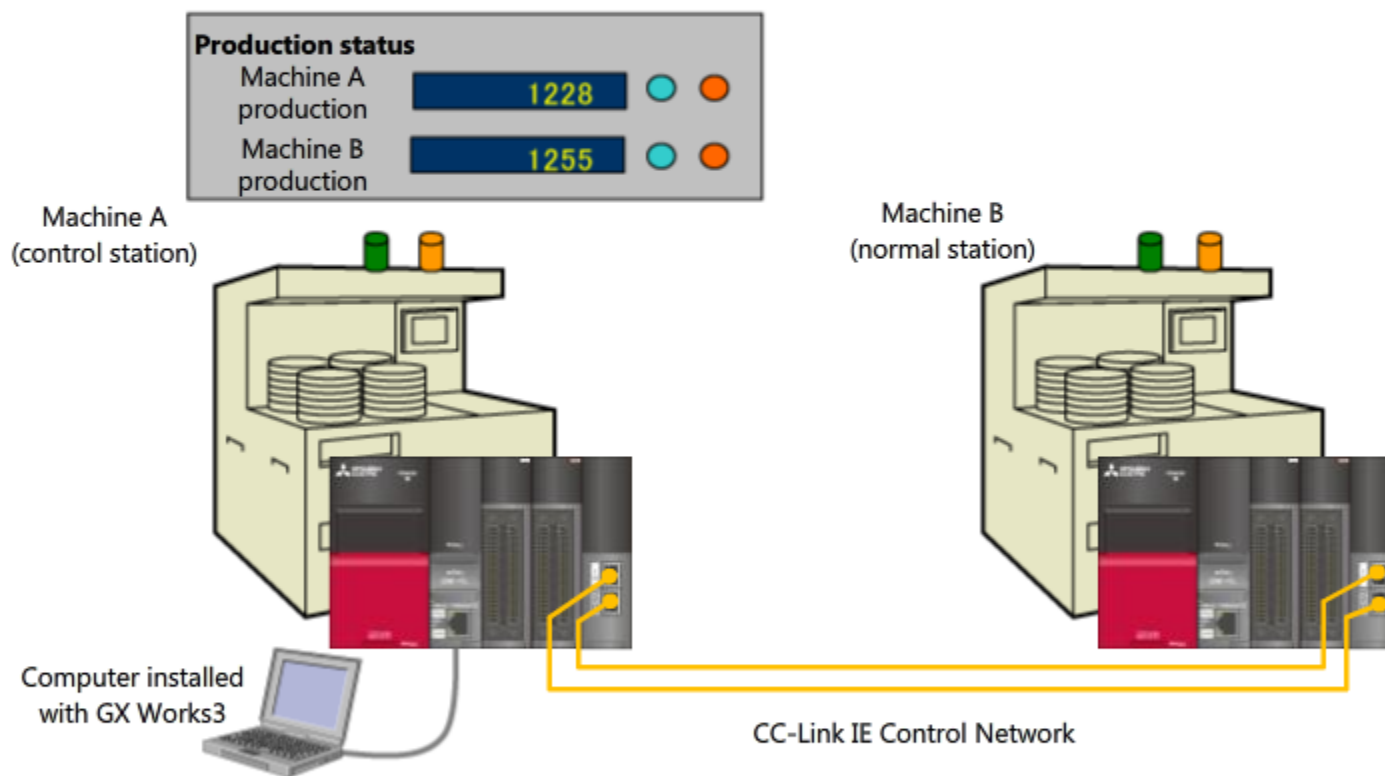 Production status
Machine A
production
1228
Machine B
production
1255
Machine A
(control station)
Machine B
(normal station)
Computer installed
with GX Works3
CC-Link IE Control Network